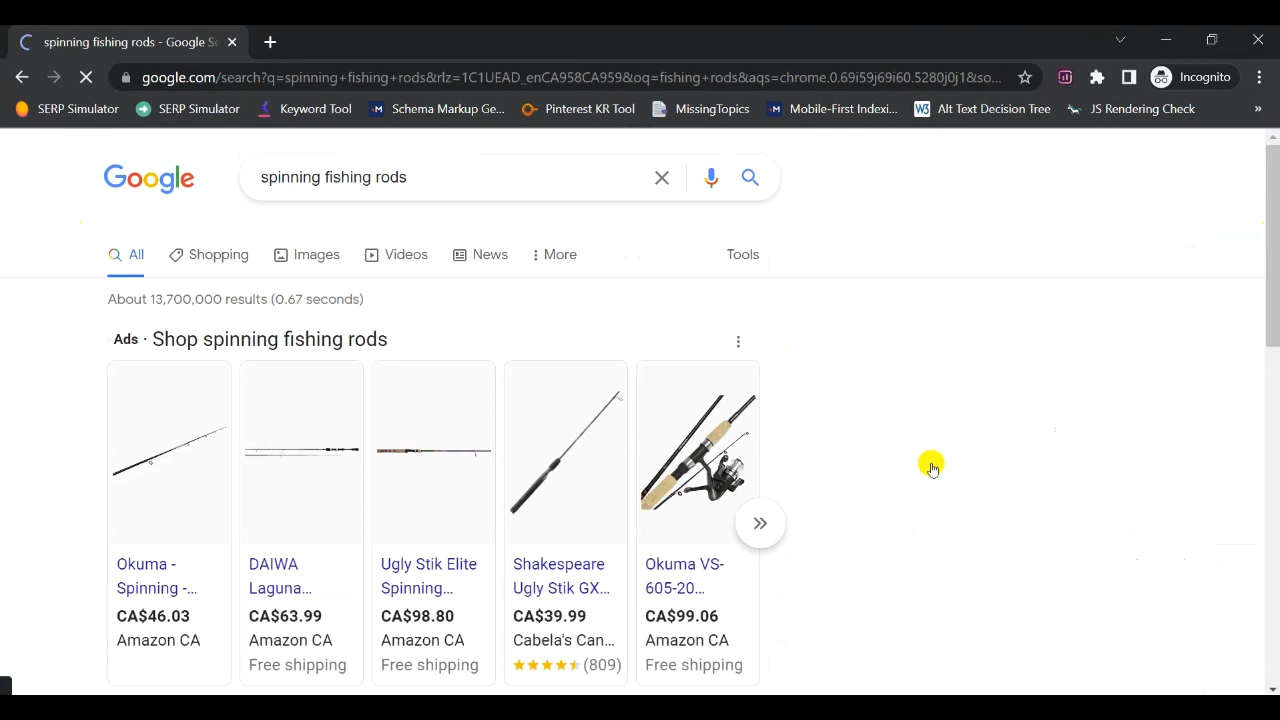 spinning fishing rods - Google Se
google.com/search?q=spinning+fishing+rods&rlz=1C1UEAD_enCA958CA959&oq=fishing+rods&aqs=chrome.0.69i59j69i60.5280j0j1&so...
Incognito
SERP Simulator
SERP Simulator
Keyword Tool
Schema Markup Ge...
Pinterest KR Tool
MissingTopics
Mobile-First Indexi...
Alt Text Decision Tree
JS Rendering Check
Google
spinning fishing rods
All
Shopping
Images
Videos
News
More
Tools
About 13,700,000 results (0.67 seconds)
Ads · Shop spinning fishing rods
Okuma -
Spinning -...
CA$46.03
Amazon CA
DAIWA
Laguna...
CA$63.99
Amazon CA
Free shipping
Ugly Stik Elite
Spinning...
CA$98.80
Amazon CA
Free shipping
Shakespeare
Ugly Stik GX...
CA$39.99
Cabela's Can...
(809)
Okuma VS-
605-20...
CA$99.06
Amazon CA
Free shipping